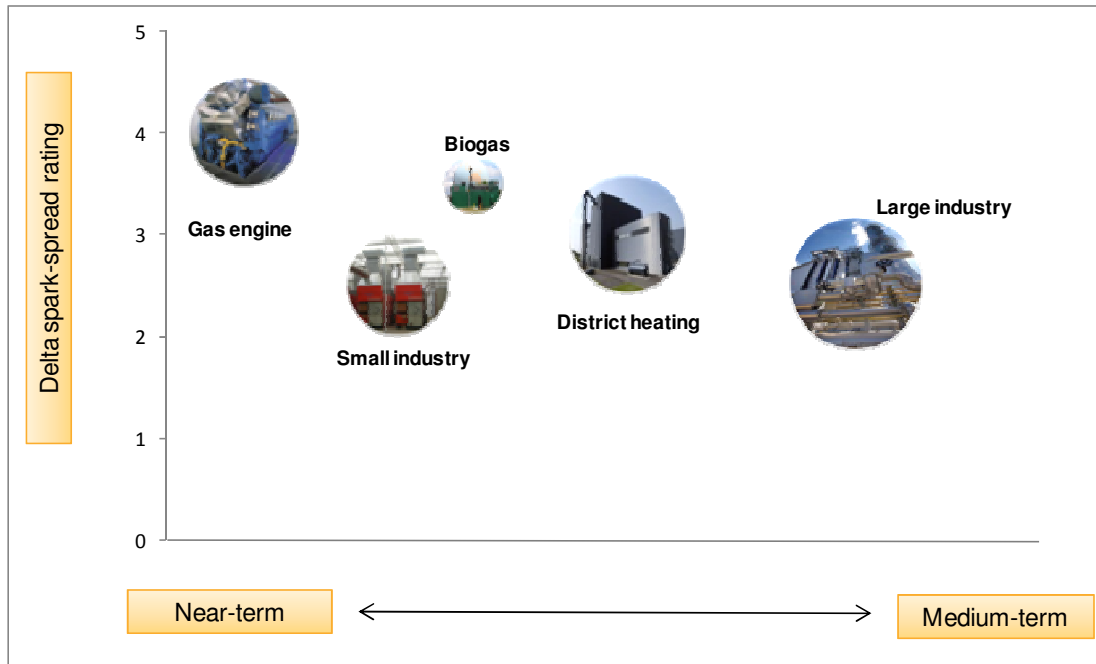 5
4
3
2
1
0
Delta spark-spread rating
Gas engine
Biogas
Small industry
District heating
Large industry
Near-term
Medium-term